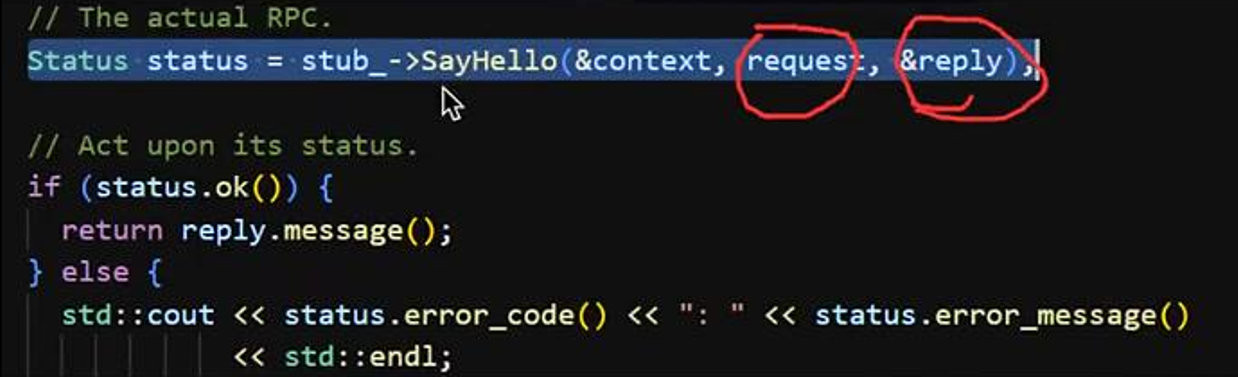 // The actual RPC.
Status status = stub_->SayHello(&context, request, &reply);
// Act upon its status.
if (status.ok()) {
return reply.message();
} else {
std::cout << status.error_code() << ": " << status.error_message()
<< std::endl;